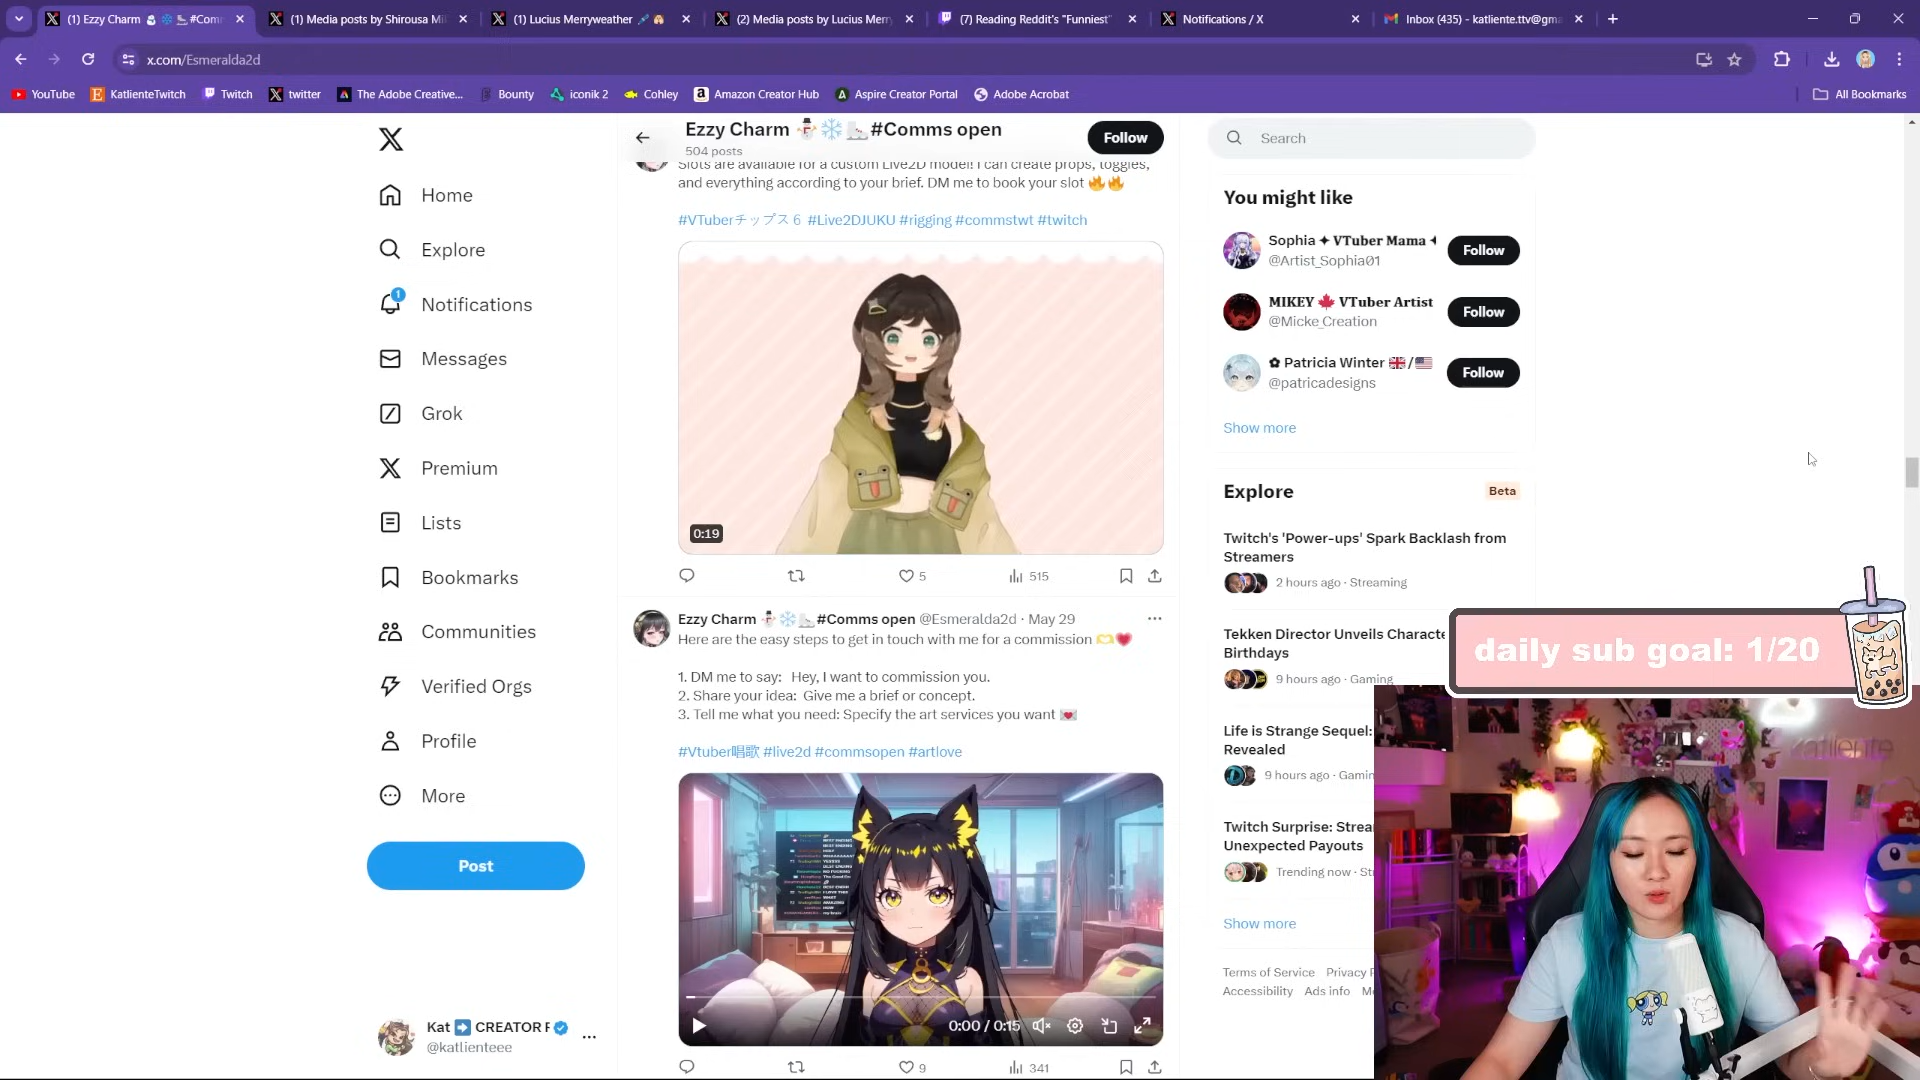 (1) Ezzy Charm
(1) Media posts by Shirousa Mi
(1) Lucius Merryweather
(2) Media posts by Lucius Merry
(7) Reading Reddit's "Funniest"
Notifications / X
Inbox (435) - katliente.ttv@gma
x.com/Esmeralda2d
YouTube
KatlienteTwitch
Twitch
twitter
The Adobe Creative...
Bounty
iconik 2
Cohley
Amazon Creator Hub
Aspire Creator Portal
Adobe Acrobat
All Bookmarks
Home
Explore
Notifications
1
Messages
Grok
Premium
Lists
Bookmarks
Communities
Verified Orgs
Profile
More
Post
Kat ➡️ CREATOR F
@katlienteee
Ezzy Charm ⛄❄️⛸️#Comms open
504 posts
Follow
Slots are available for a custom Live2D model!! I can create props, toggles,
and everything according to your brief. DM me to book your slot 🔥🔥
#VTuberチップス６ #Live2DJUKU #rigging #commstwt #twitch
0:19
5
515
Ezzy Charm ⛄❄️⛸️#Comms open @Esmeralda2d · May 29
Here are the easy steps to get in touch with me for a commission 🫶💗
1. DM me to say: Hey, I want to commission you.
2. Share your idea: Give me a brief or concept.
3. Tell me what you need: Specify the art services you want 💌
#Vtuber唱歌 #live2d #commsopen #artlove
0:00 / 0:15
9
341
Search
You might like
Sophia ✦ VTuber Mama
@Artist_Sophia01
Follow
MIKEY 🍁 VTuber Artist
@Micke_Creation
Follow
✿ Patricia Winter 🇬🇧/🇺🇸
@patricadesigns
Follow
Show more
Explore
Beta
Twitch's 'Power-ups' Spark Backlash from
Streamers
2 hours ago · Streaming
Tekken Director Unveils Characte
Birthdays
9 hours ago · Gaming
Life is Strange Sequel:
Revealed
9 hours ago · Gamin
Twitch Surprise: Strea
Unexpected Payouts
Trending now · St
Show more
Terms of Service Privacy P
Accessibility Ads info M
daily sub goal: 1/20
katliente